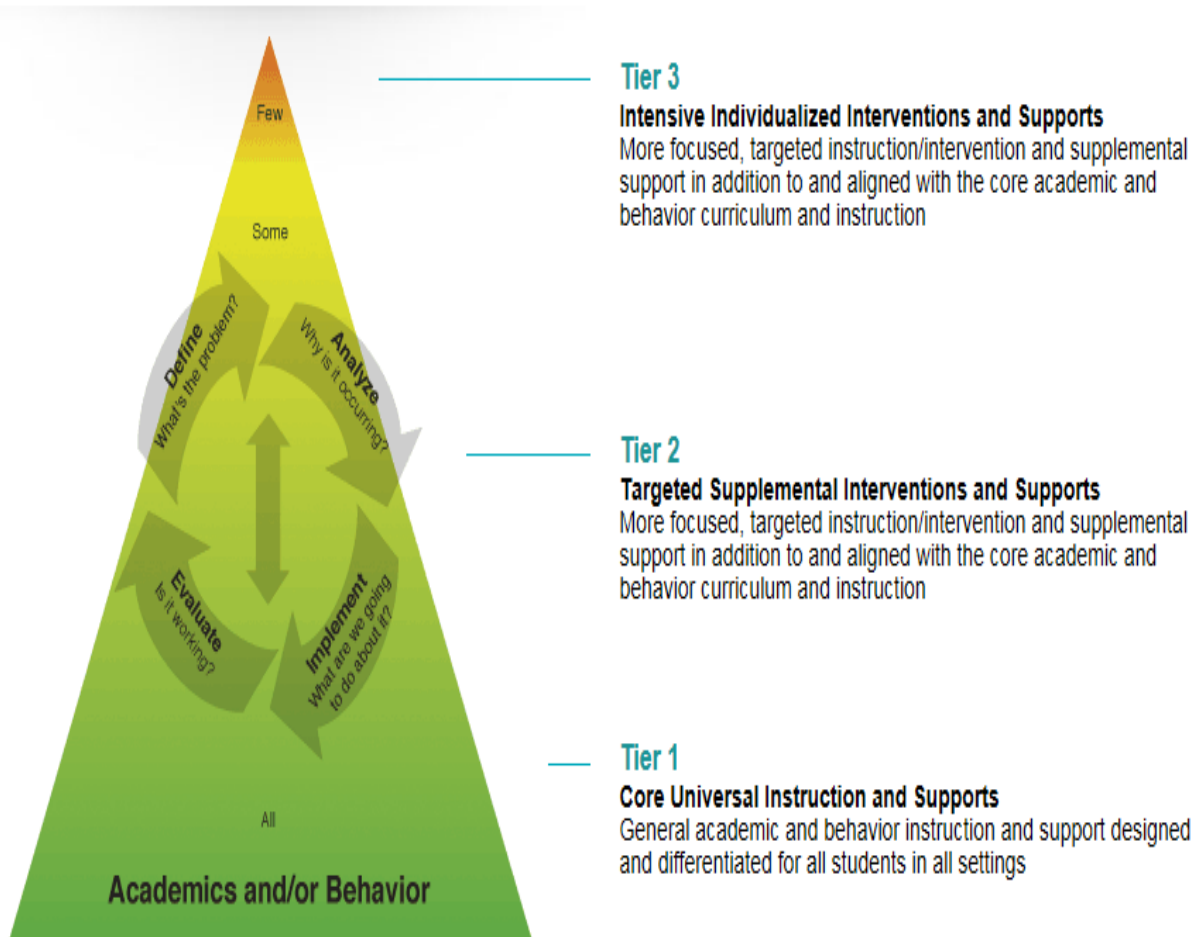 Few
Some
Define
What's the problem?
Analyze
Why is it occurring?
Implement
What are we going
to do about it?
Evaluate
Is it working?
All
Academics and/or Behavior
Tier 3
Intensive Individualized Interventions and Supports
More focused, targeted instruction/intervention and supplemental
support in addition to and aligned with the core academic and
behavior curriculum and instruction
Tier 2
Targeted Supplemental Interventions and Supports
More focused, targeted instruction/intervention and supplemental
support in addition to and aligned with the core academic and
behavior curriculum and instruction
Tier 1
Core Universal Instruction and Supports
General academic and behavior instruction and support designed
and differentiated for all students in all settings